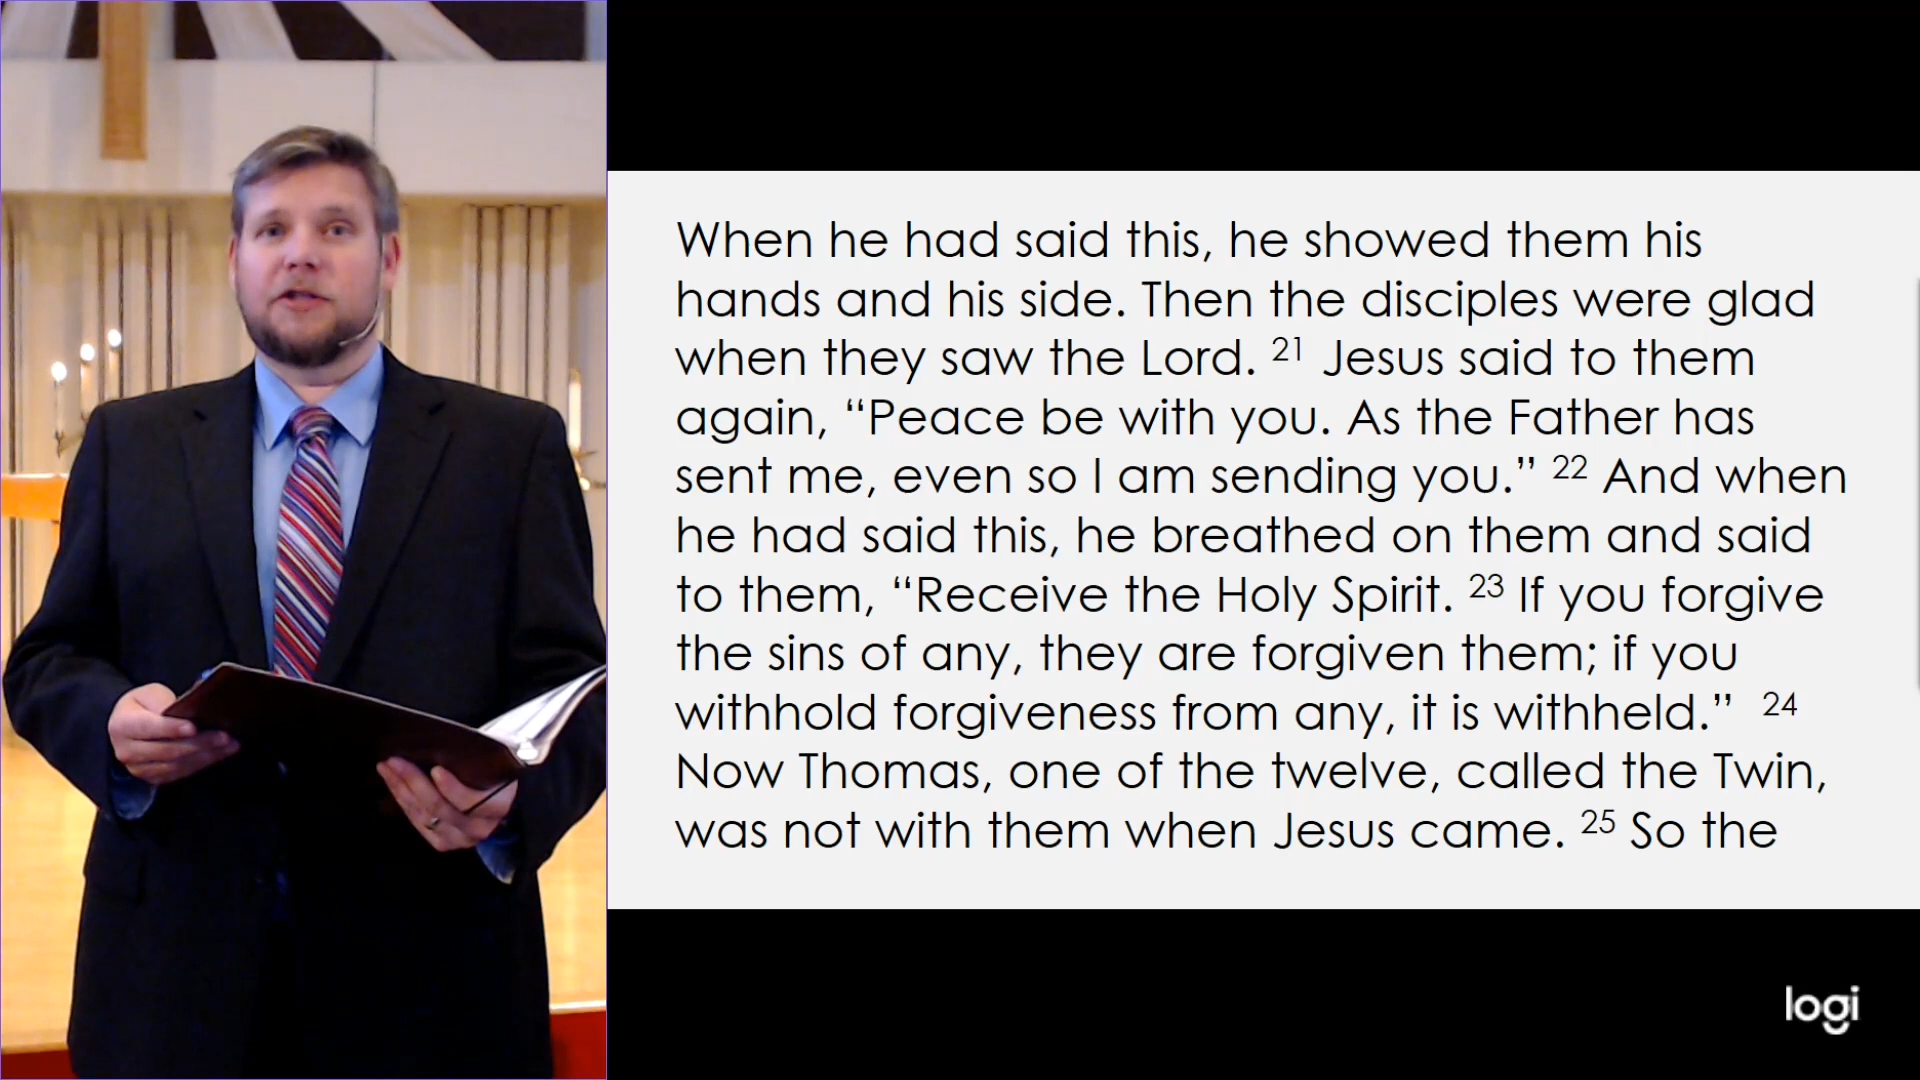 When he had said this, he showed them his
hands and his side. Then the disciples were glad
when they saw the Lord. 21 Jesus said to them
again, “Peace be with you. As the Father has
sent me, even so I am sending you.” 22 And when
he had said this, he breathed on them and said
to them, “Receive the Holy Spirit. 23 If you forgive
the sins of any, they are forgiven them; if you
withhold forgiveness from any, it is withheld.” 24
Now Thomas, one of the twelve, called the Twin,
was not with them when Jesus came. 25 So the
logi